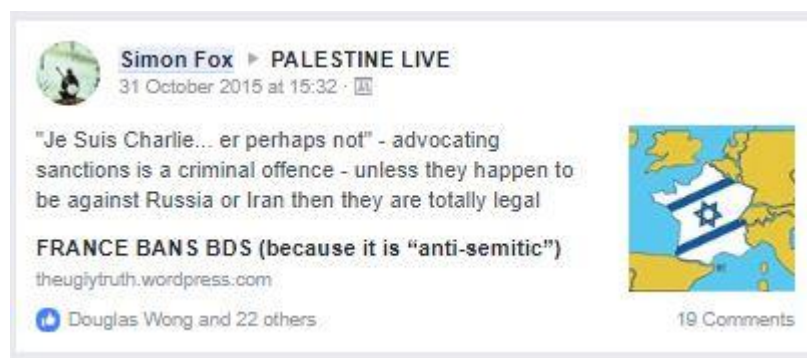 Simon Fox ▸ PALESTINE LIVE
31 October 2015 at 15:32 ·
"Je Suis Charlie... er perhaps not" - advocating
sanctions is a criminal offence - unless they happen to
be against Russia or Iran then they are totally legal
FRANCE BANS BDS (because it is “anti-semitic”)
theuglytruth.wordpress.com
Douglas Wong and 22 others
19 Comments